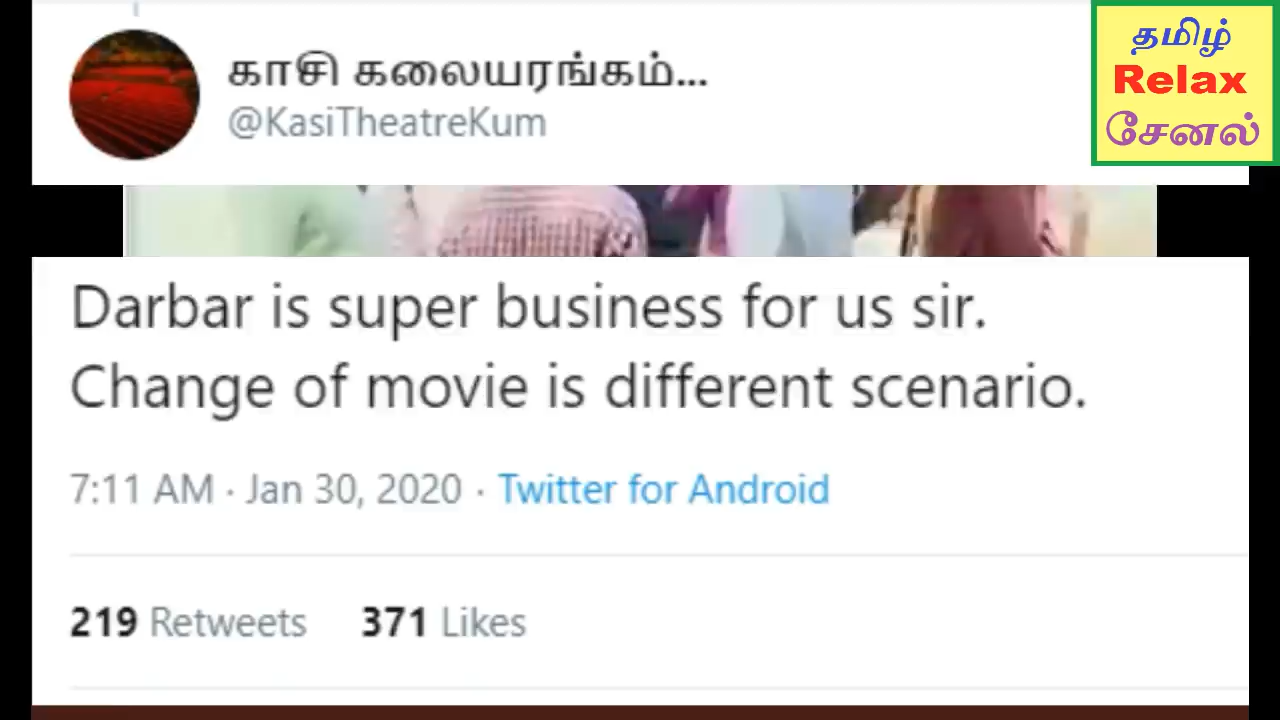 காசி கலையரங்கம்...
@KasiTheatreKum
தமிழ்
Relax
சேனல்
Darbar is super business for us sir.
Change of movie is different scenario.
7:11 AM · Jan 30, 2020 · Twitter for Android
219 Retweets 371 Likes